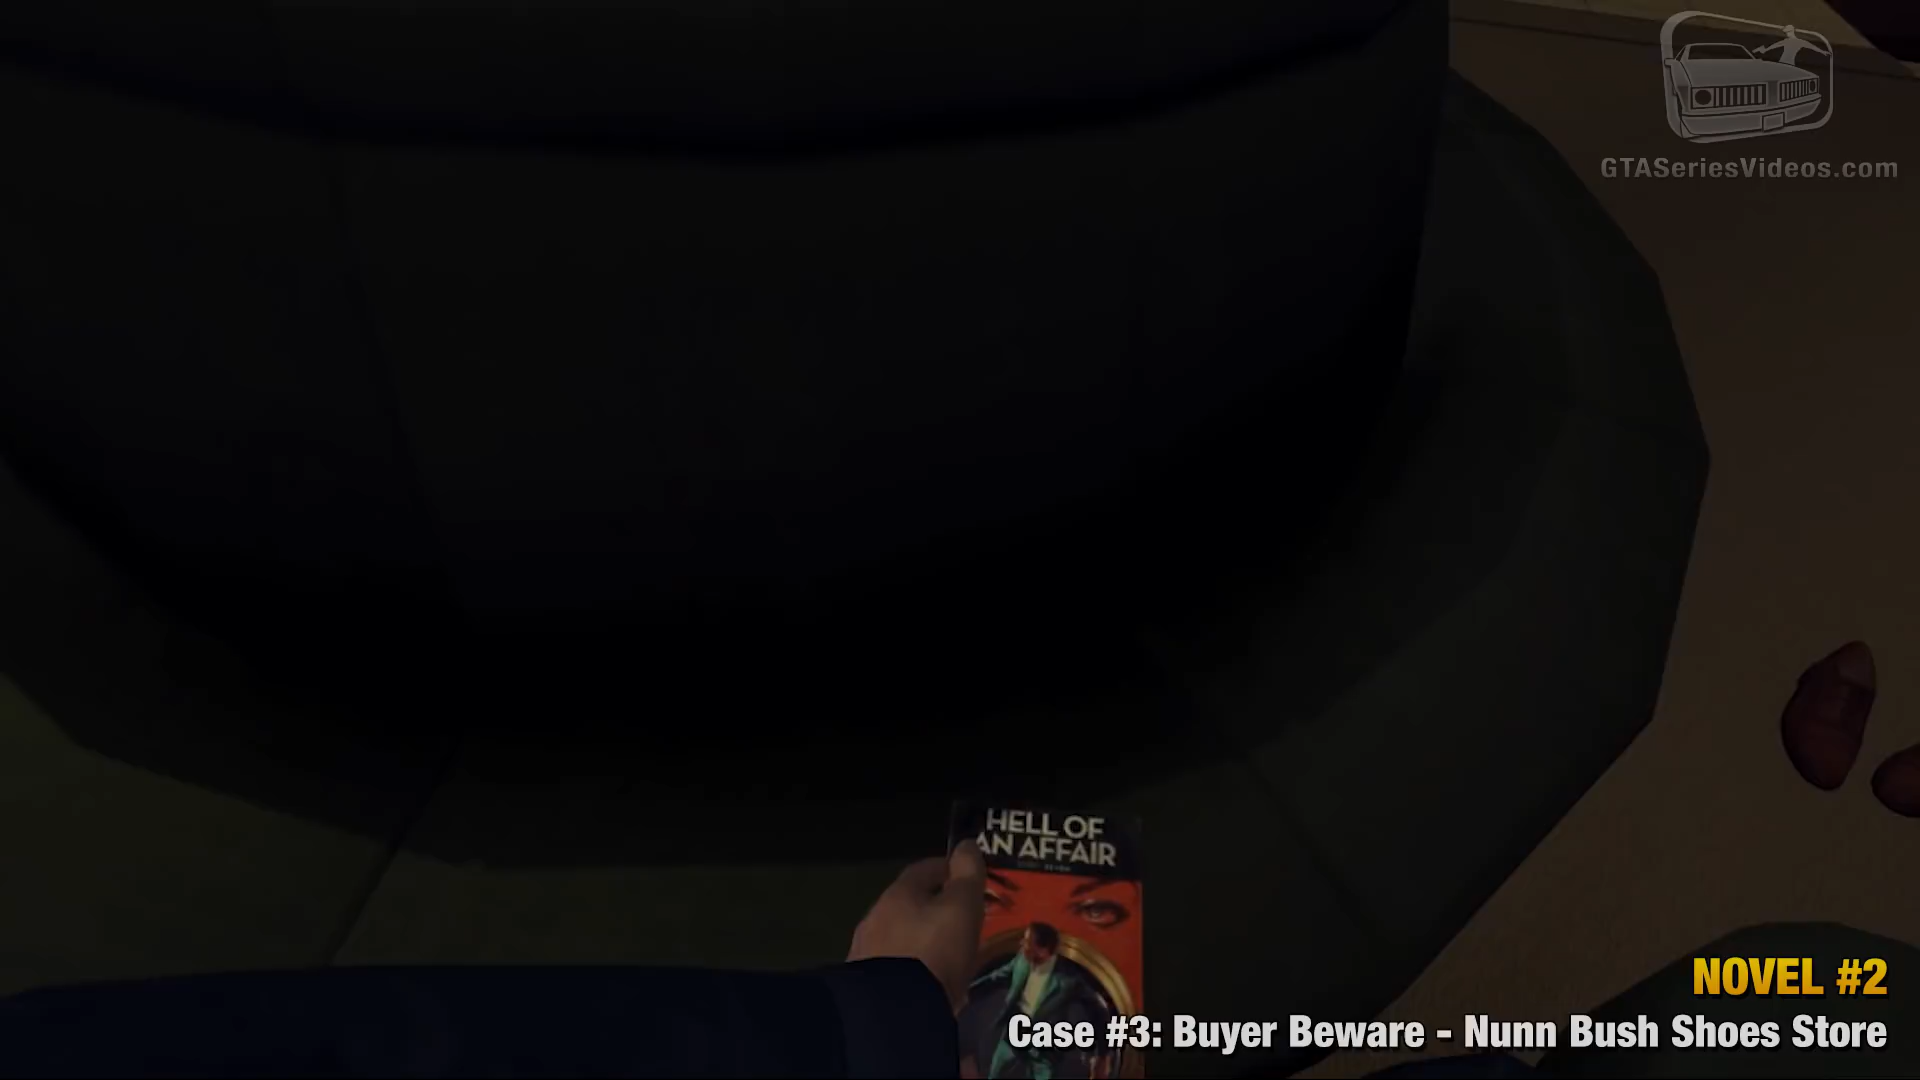 GTASeriesVideos.com
HELL OF
AN AFFAIR
NOVEL #2
Case #3: Buyer Beware - Nunn Bush Shoes Store